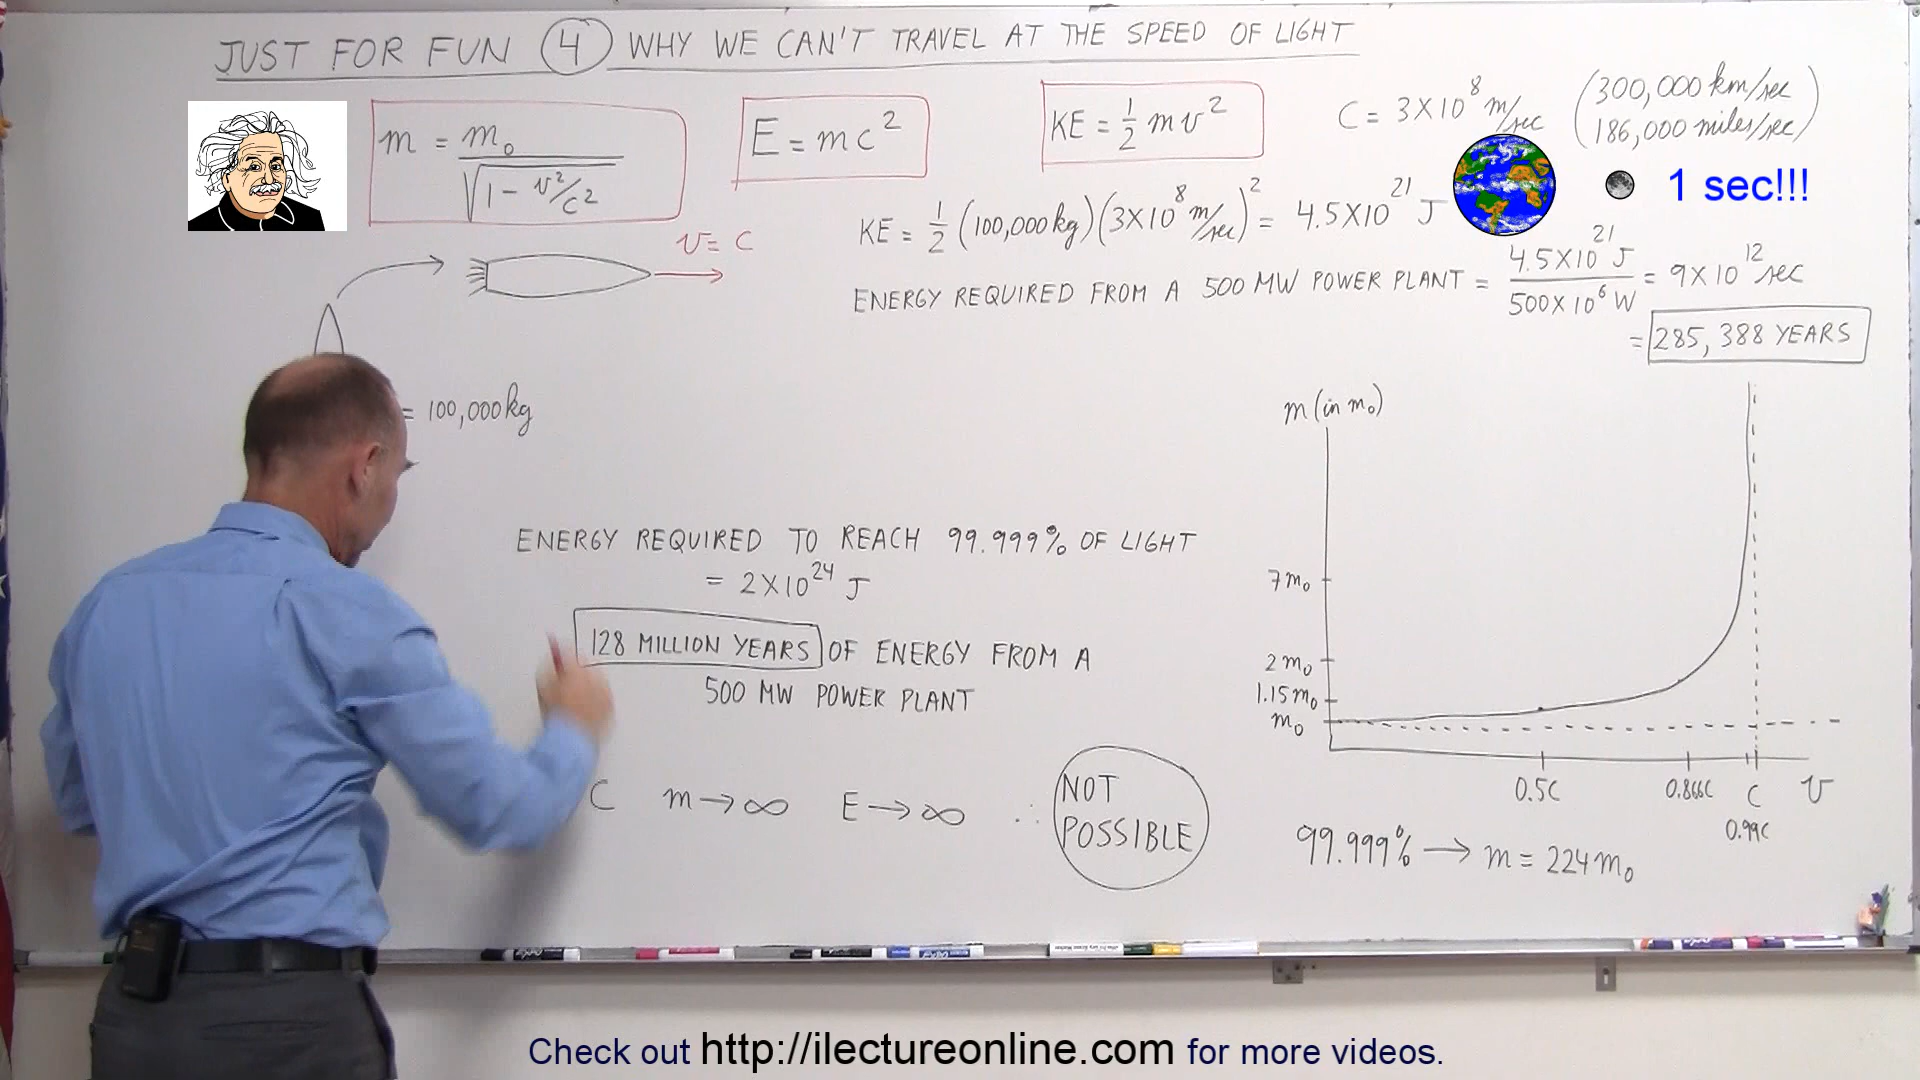 JUST FOR FUN 4 WHY WE CAN'T TRAVEL AT THE SPEED OF LIGHT
m = m₀ / √(1 - v²/c²)
E = mc²
KE = ½ m v²
C = 3X10⁸ m/sec
(300,000 km/sec
186,000 miles/sec)
1 sec!!!
KE = ½ (100,000 kg)(3X10⁸ m/sec)² = 4.5X10²¹ J
v = c
ENERGY REQUIRED FROM A 500 MW POWER PLANT = 4.5X10²¹ J / 500X10⁶ W = 9X10¹² sec
= 285,388 YEARS
= 100,000 kg
ENERGY REQUIRED TO REACH 99.999% OF LIGHT
= 2X10²⁴ J
128 MILLION YEARS OF ENERGY FROM A
500 MW POWER PLANT
C m → ∞ E → ∞ ∴ NOT
POSSIBLE
m (in m₀)
7m₀
2m₀
1.15m₀
m₀
0.5C 0.866C C v
0.99C
99.999% → m = 224m₀
Check out http://ilectureonline.com for more videos.